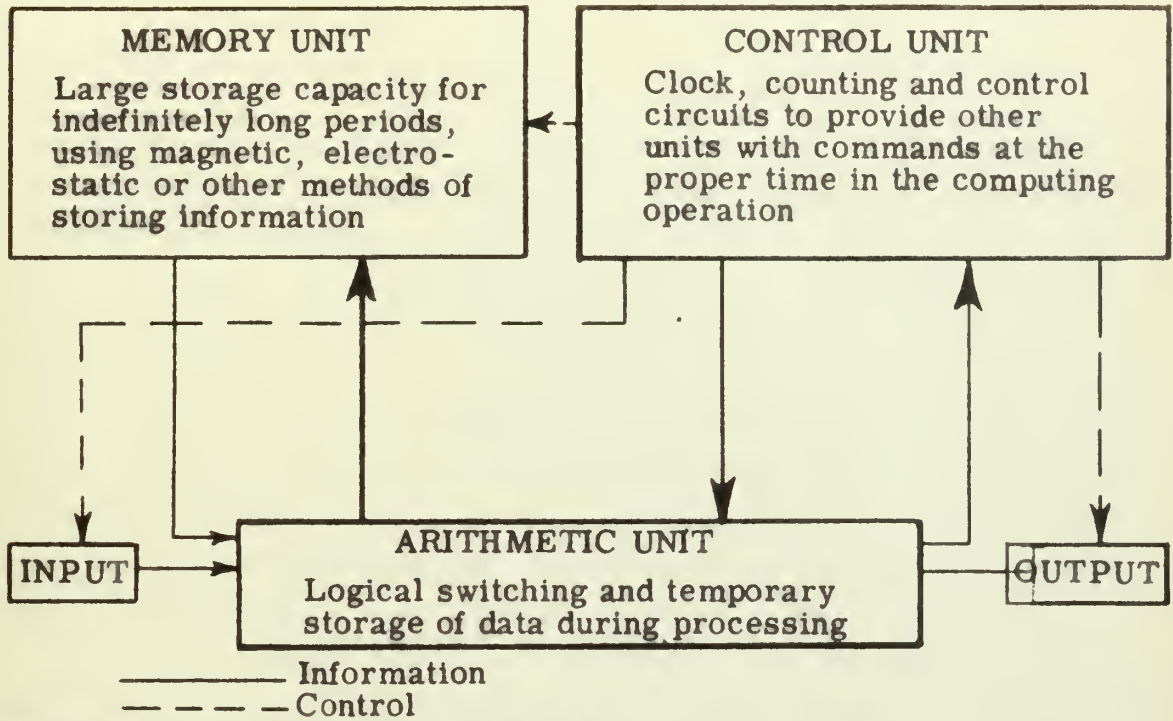 MEMORY UNIT
Large storage capacity for
indefinitely long periods,
using magnetic, electro-
static or other methods of
storing information
CONTROL UNIT
Clock, counting and control
circuits to provide other
units with commands at the
proper time in the computing
operation
INPUT
ARITHMETIC UNIT
Logical switching and temporary
storage of data during processing
OUTPUT
Information
Control